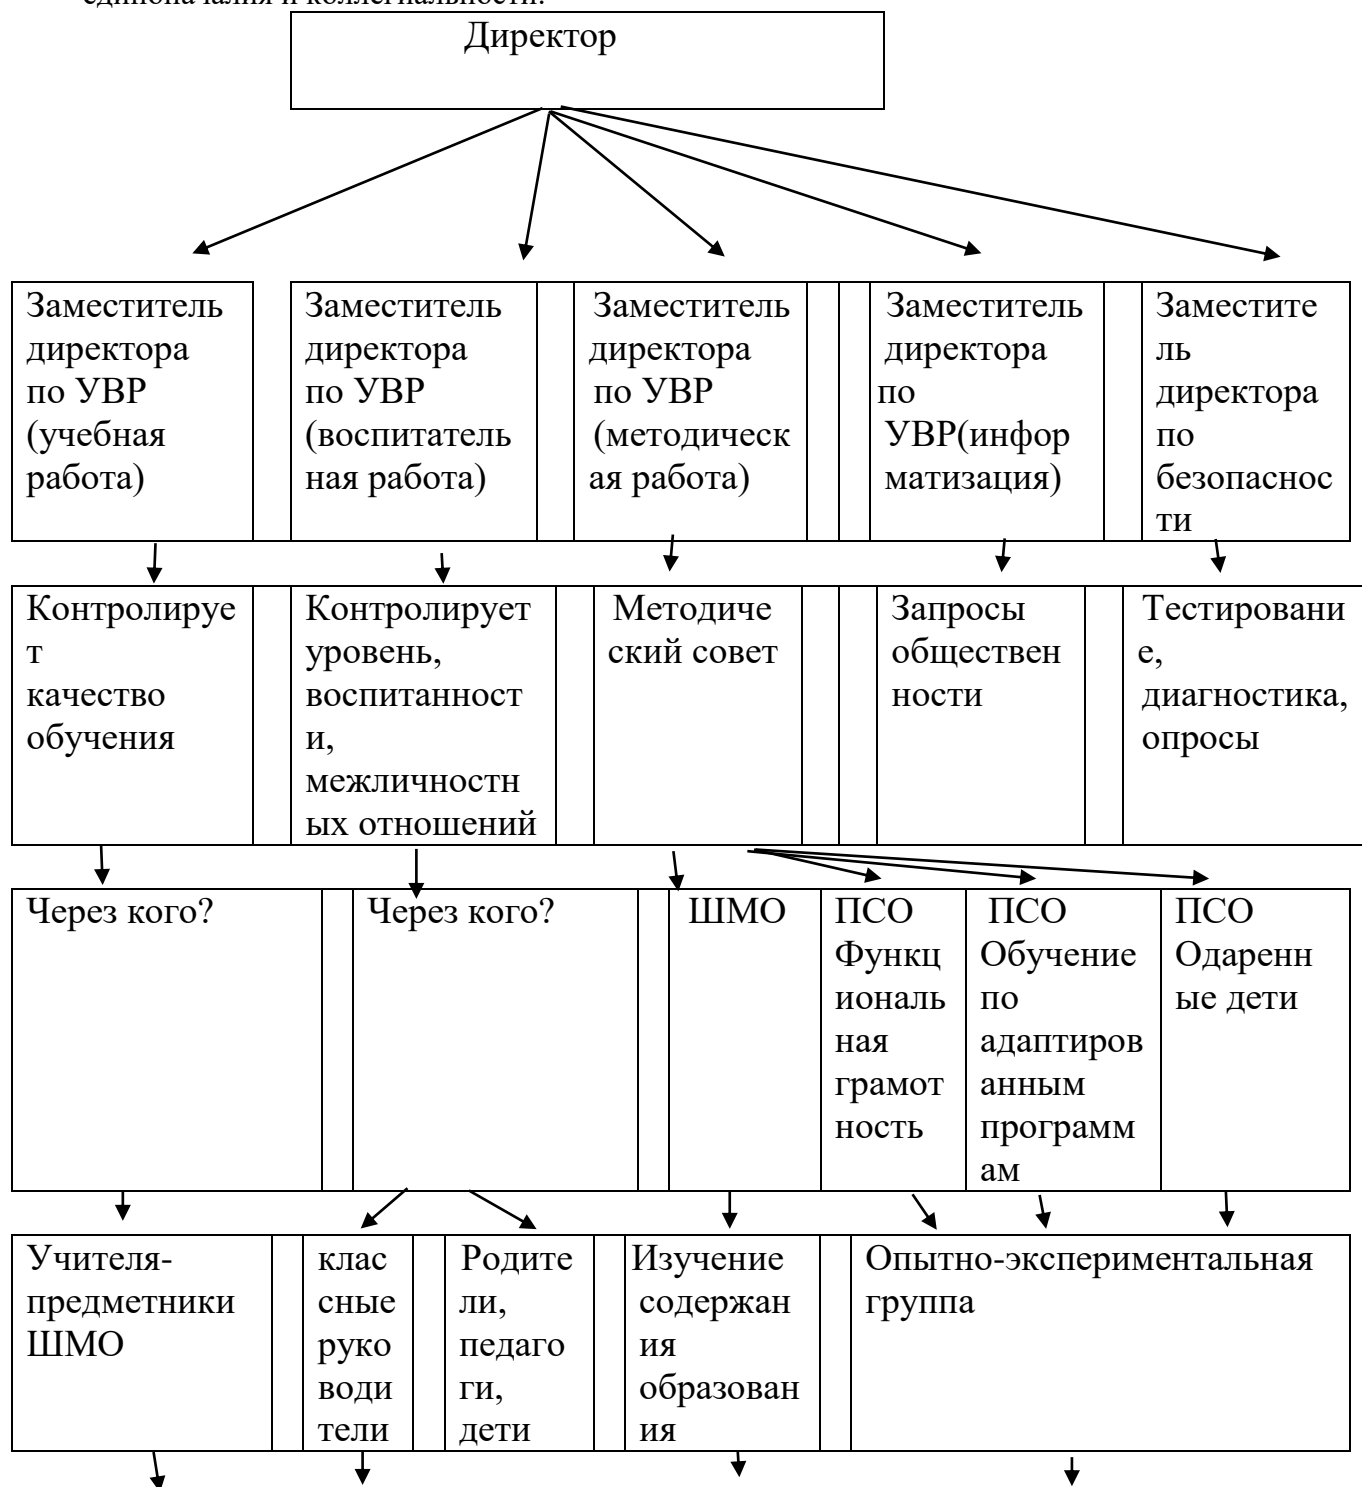 единоначалия и коллегиальности.
Директор
Заместитель
директора
по УВР
(учебная
работа)
Заместитель
директора
по УВР
(воспитатель
ная работа)
Заместитель
директора
по УВР
(методическ
ая работа)
Заместитель
директора
по
УВР(инфор
матизация)
Заместите
ль
директора
по
безопаснос
ти
Контролируе
т
качество
обучения
Контролирует
уровень,
воспитанност
и,
межличностн
ых отношений
Методиче
ский совет
Запросы
обществен
ности
Тестировани
е,
диагностика,
опросы
Через кого?
Через кого?
ШМО
ПСО
Функц
иональ
ная
грамот
ность
ПСО
Обучение
по
адаптиров
анным
программ
ам
ПСО
Одаренн
ые дети
Учителя-
предметники
ШМО
клас
сные
руко
води
тели
Родите
ли,
педаго
ги,
дети
Изучение
содержан
ия
образован
ия
Опытно-экспериментальная
группа